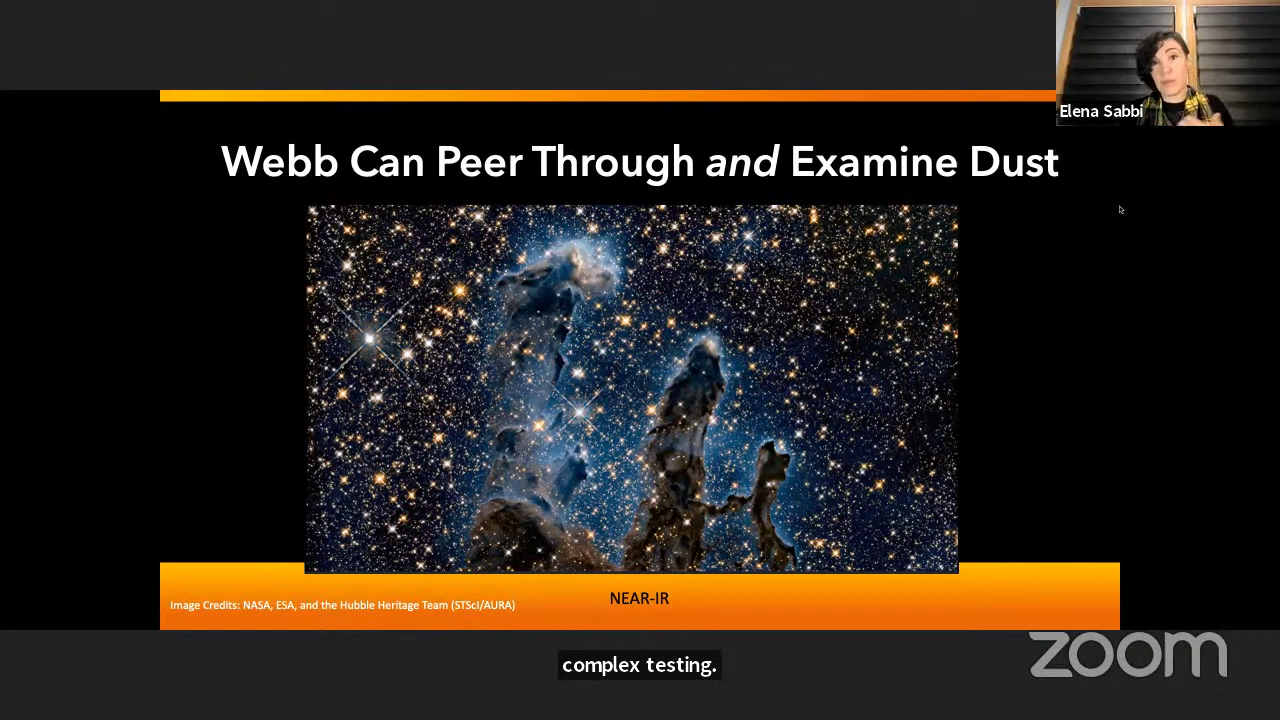 Elena Sabbi
Webb Can Peer Through and Examine Dust
NEAR-IR
Image Credits: NASA, ESA, and the Hubble Heritage Team (STScI/AURA)
complex testing.
zoom